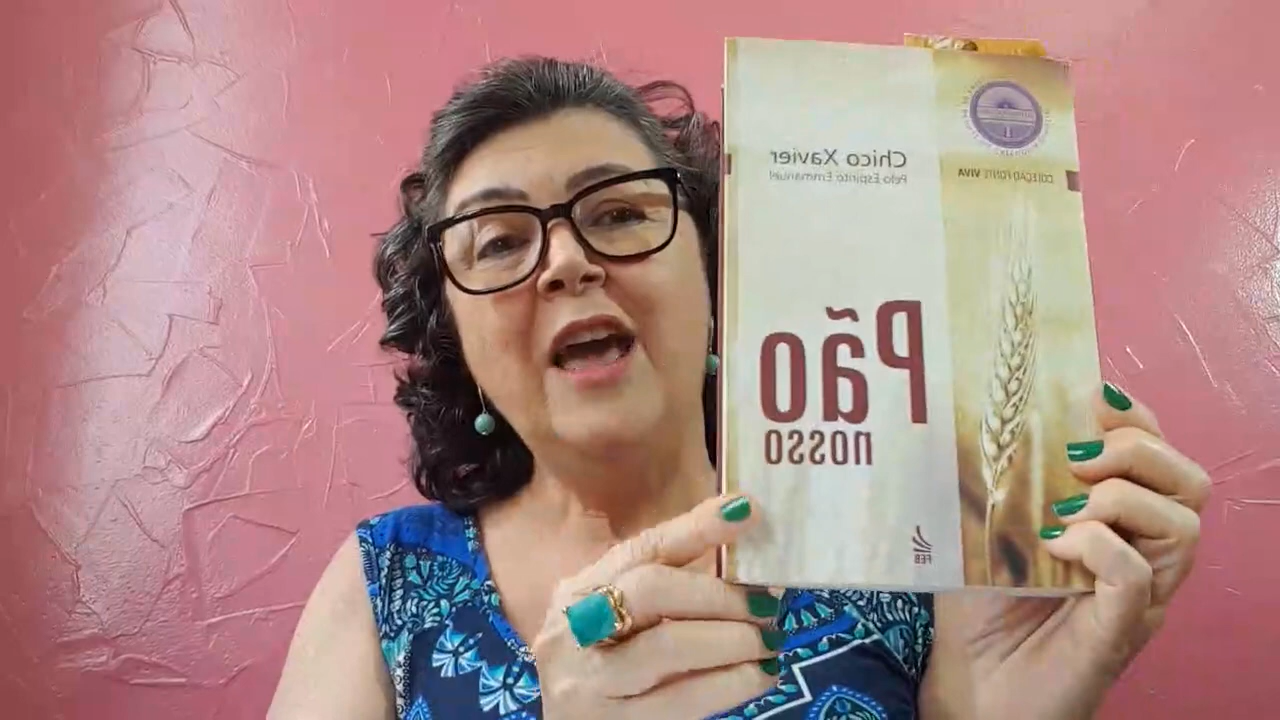 Chico Xavier
Pelo Espírito Emmanuel
COLEÇÃO FONTE VIVA
Pão
nosso
FEB